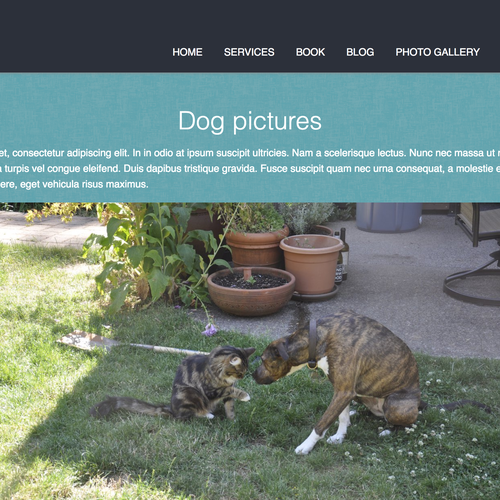 HOME SERVICES BOOK BLOG PHOTO GALLERY
Dog pictures
et, consectetur adipiscing elit. In in odio at ipsum suscipit ultricies. Nam a scelerisque lectus. Nunc nec massa ut
turpis vel congue eleifend. Duis dapibus tristique gravida. Fusce suscipit quam nec urna consequat, a molestie
ere, eget vehicula risus maximus.